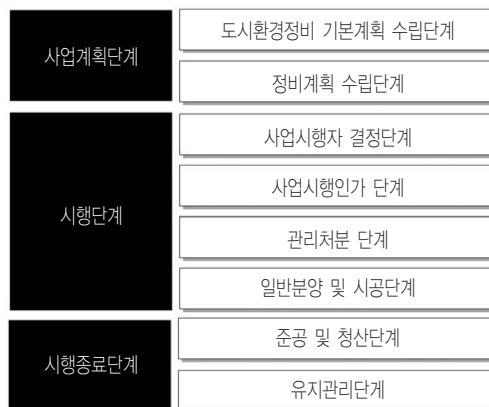 사업계획단계
도시환경정비 기본계획 수립단계
정비계획 수립단계
시행단계
사업시행자 결정단계
사업시행인가 단계
관리처분 단계
일반분양 및 시공단계
시행종료단계
준공 및 청산단계
유지관리단계